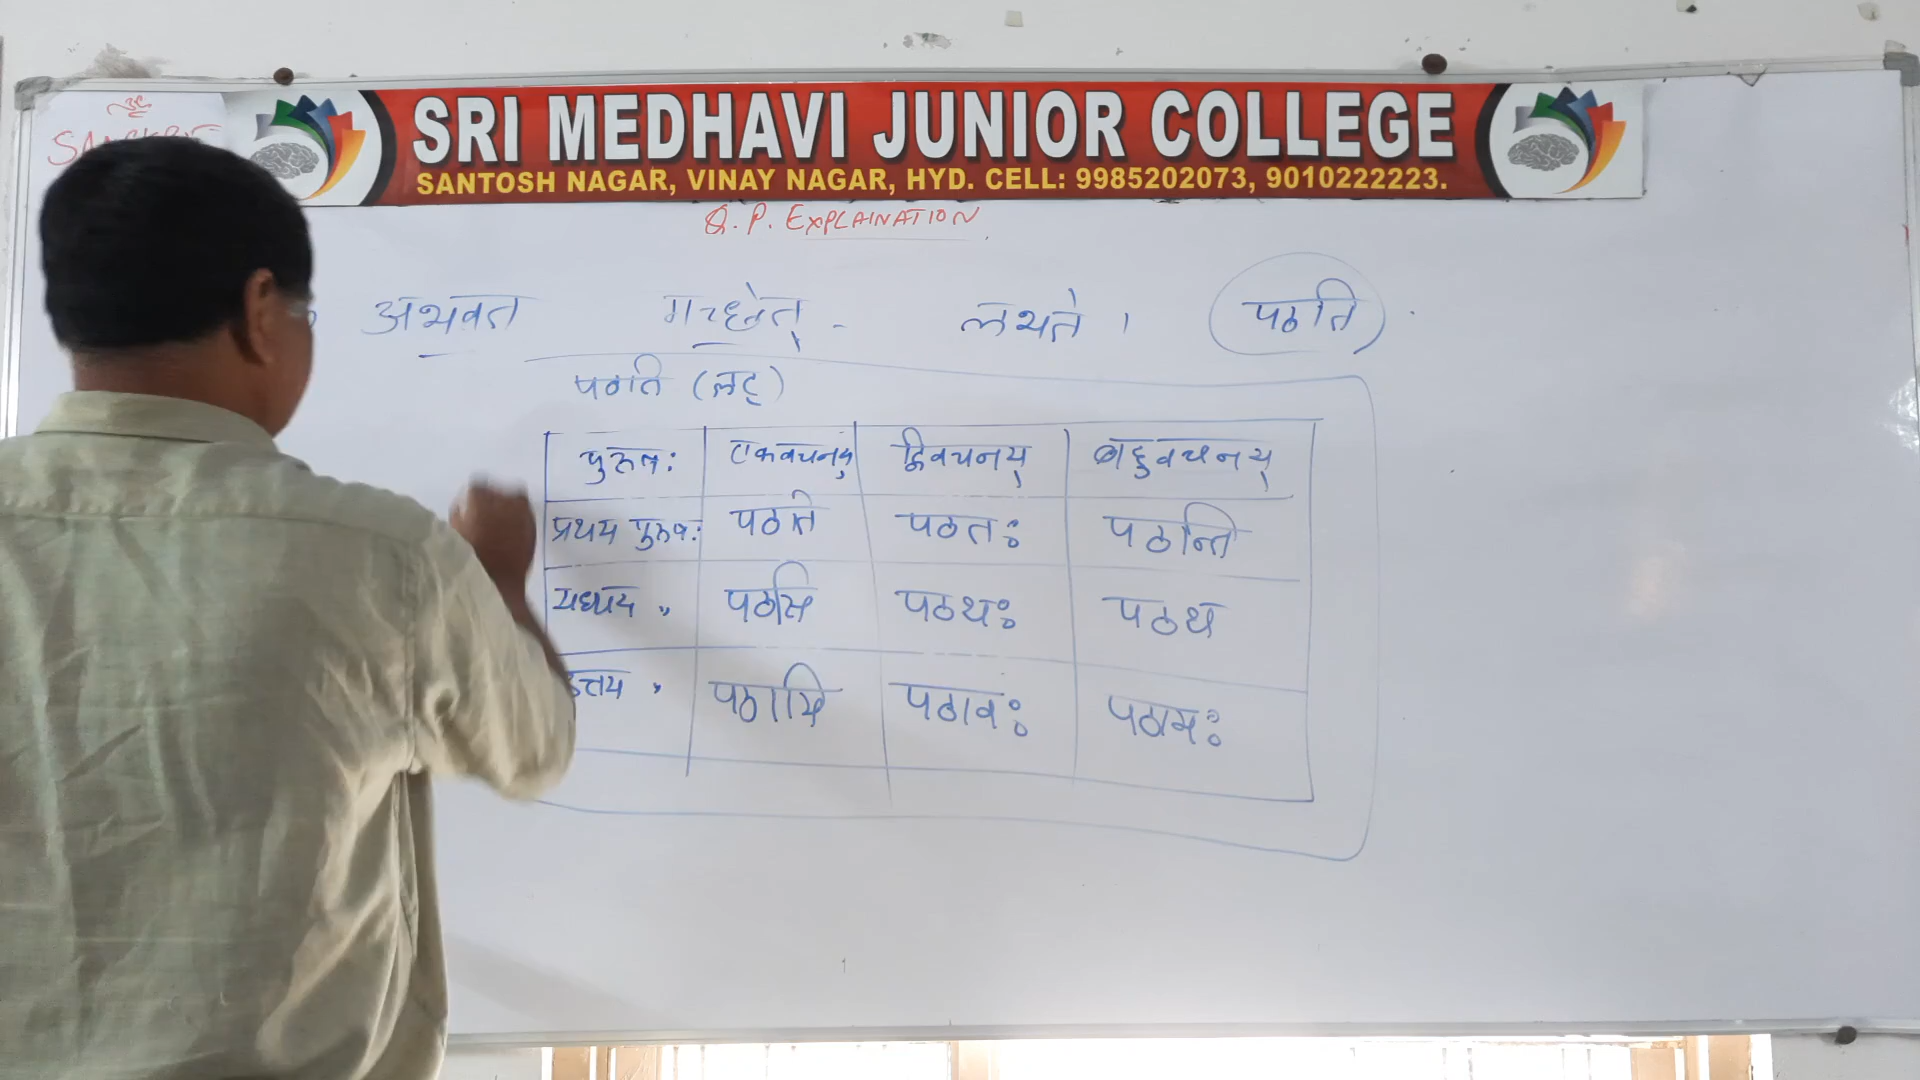 SRI MEDHAVI JUNIOR COLLEGE
SANTOSH NAGAR, VINAY NAGAR, HYD. CELL: 9985202073, 9010222223.
Q.P. EXPLAINATION
अभवत गच्छेत् - लभते । पठति
पठति (लट्)
पुरुषः एकवचनम् द्विवचनम् बहुवचनम्
प्रथम पुरुषः पठति पठतः पठन्ति
मध्यम " पठसि पठथः पठथ
उत्तम " पठामि पठावः पठामः